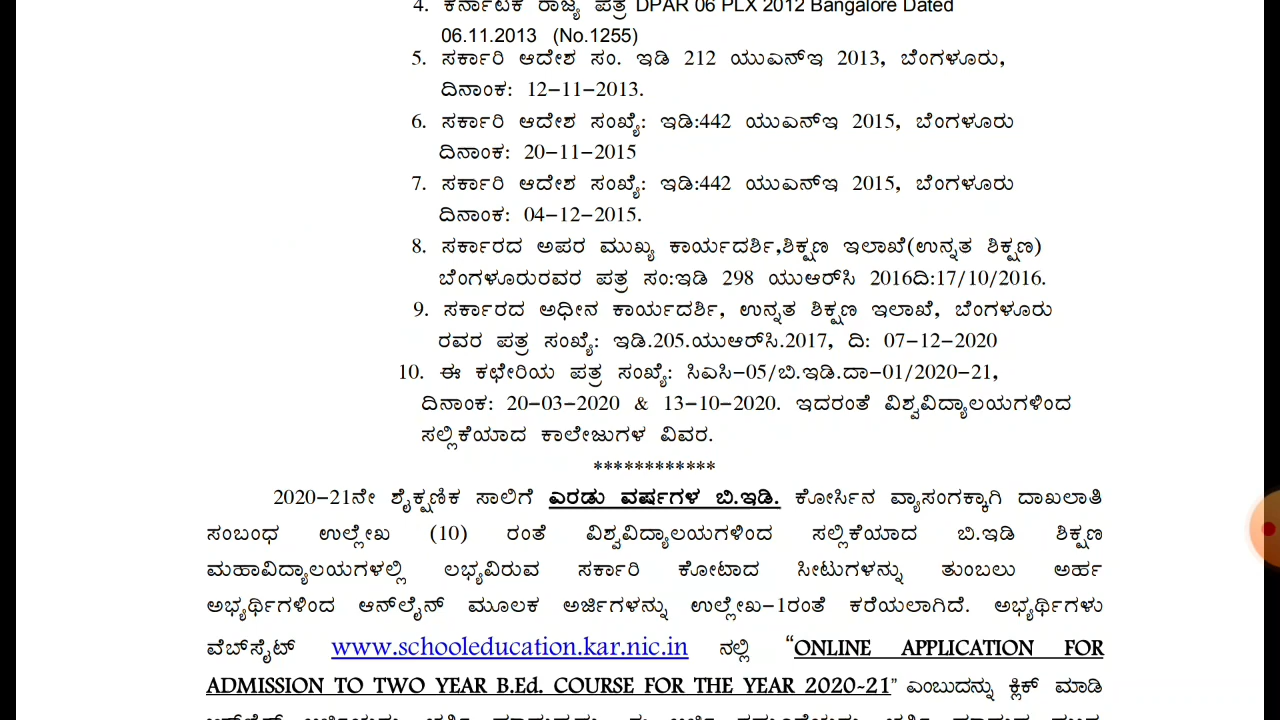 4. ಕರ್ನಾಟಕ ರಾಜ್ಯ ಪತ್ರ DPAR 06 PLX 2012 Bangalore Dated
06.11.2013 (No.1255)
5. ಸರ್ಕಾರಿ ಆದೇಶ ಸಂ. ಇಡಿ 212 ಯುಎನ್ಇ 2013, ಬೆಂಗಳೂರು,
ದಿನಾಂಕ: 12-11-2013.
6. ಸರ್ಕಾರಿ ಆದೇಶ ಸಂಖ್ಯೆ: ಇಡಿ:442 ಯುಎನ್ಇ 2015, ಬೆಂಗಳೂರು
ದಿನಾಂಕ: 20-11-2015
7. ಸರ್ಕಾರಿ ಆದೇಶ ಸಂಖ್ಯೆ: ಇಡಿ:442 ಯುಎನ್ಇ 2015, ಬೆಂಗಳೂರು
ದಿನಾಂಕ: 04-12-2015.
8. ಸರ್ಕಾರದ ಅಪರ ಮುಖ್ಯ ಕಾರ್ಯದರ್ಶಿ,ಶಿಕ್ಷಣ ಇಲಾಖೆ(ಉನ್ನತ ಶಿಕ್ಷಣ)
ಬೆಂಗಳೂರುರವರ ಪತ್ರ ಸಂ:ಇಡಿ 298 ಯುಆರ್‌ಸಿ 2016ದಿ:17/10/2016.
9. ಸರ್ಕಾರದ ಅಧೀನ ಕಾರ್ಯದರ್ಶಿ, ಉನ್ನತ ಶಿಕ್ಷಣ ಇಲಾಖೆ, ಬೆಂಗಳೂರು
ರವರ ಪತ್ರ ಸಂಖ್ಯೆ: ಇಡಿ.205.ಯುಆರ್‌ಸಿ.2017, ದಿ: 07-12-2020
10. ಈ ಕಛೇರಿಯ ಪತ್ರ ಸಂಖ್ಯೆ: ಸಿಎಸಿ-05/ಬಿ.ಇಡಿ.ದಾ-01/2020-21,
ದಿನಾಂಕ: 20-03-2020 & 13-10-2020. ಇದರಂತೆ ವಿಶ್ವವಿದ್ಯಾಲಯಗಳಿಂದ
ಸಲ್ಲಿಕೆಯಾದ ಕಾಲೇಜುಗಳ ವಿವರ.
************
2020-21ನೇ ಶೈಕ್ಷಣಿಕ ಸಾಲಿಗೆ ಎರಡು ವರ್ಷಗಳ ಬಿ.ಇಡಿ. ಕೋರ್ಸಿನ ವ್ಯಾಸಂಗಕ್ಕಾಗಿ ದಾಖಲಾತಿ
ಸಂಬಂಧ ಉಲ್ಲೇಖ (10) ರಂತೆ ವಿಶ್ವವಿದ್ಯಾಲಯಗಳಿಂದ ಸಲ್ಲಿಕೆಯಾದ ಬಿ.ಇಡಿ ಶಿಕ್ಷಣ
ಮಹಾವಿದ್ಯಾಲಯಗಳಲ್ಲಿ ಲಭ್ಯವಿರುವ ಸರ್ಕಾರಿ ಕೋಟಾದ ಸೀಟುಗಳನ್ನು ತುಂಬಲು ಅರ್ಹ
ಅಭ್ಯರ್ಥಿಗಳಿಂದ ಆನ್‌ಲೈನ್ ಮೂಲಕ ಅರ್ಜಿಗಳನ್ನು ಉಲ್ಲೇಖ-1ರಂತೆ ಕರೆಯಲಾಗಿದೆ. ಅಭ್ಯರ್ಥಿಗಳು
ವೆಬ್‌ಸೈಟ್ www.schooleducation.kar.nic.in ನಲ್ಲಿ “ONLINE APPLICATION FOR
ADMISSION TO TWO YEAR B.Ed. COURSE FOR THE YEAR 2020-21” ಎಂಬುದನ್ನು ಕ್ಲಿಕ್ ಮಾಡಿ